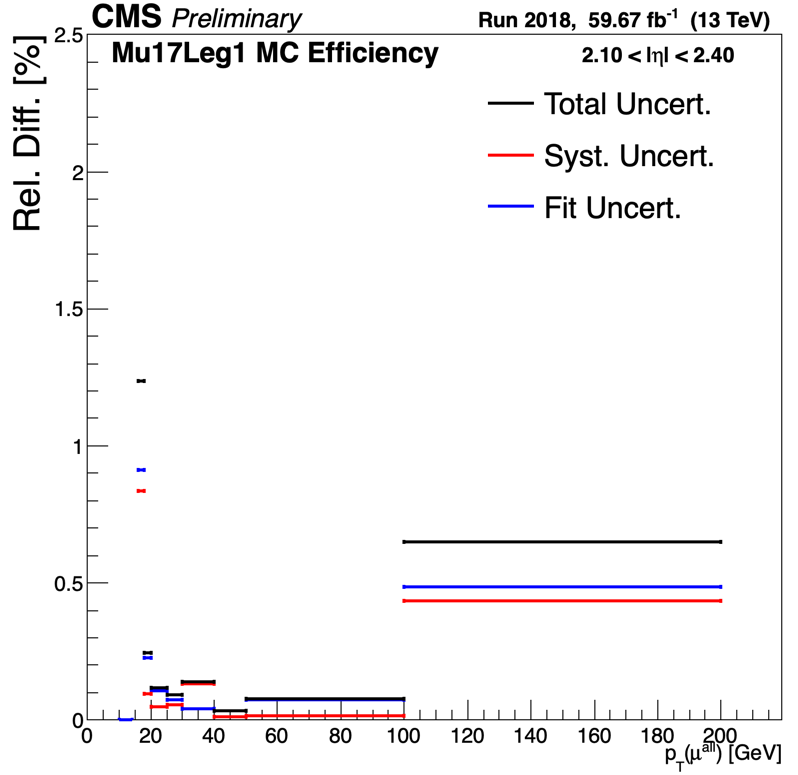 CMS Preliminary Run 2018, 59.67 fb⁻¹ (13 TeV)
Mu17Leg1 MC Efficiency
2.10 < |η| < 2.40
Total Uncert.
Syst. Uncert.
Fit Uncert.
Rel. Diff. [%]
2.5
2
1.5
1
0.5
0
0 20 40 60 80 100 120 140 160 180 200
p_T(μ^all) [GeV]